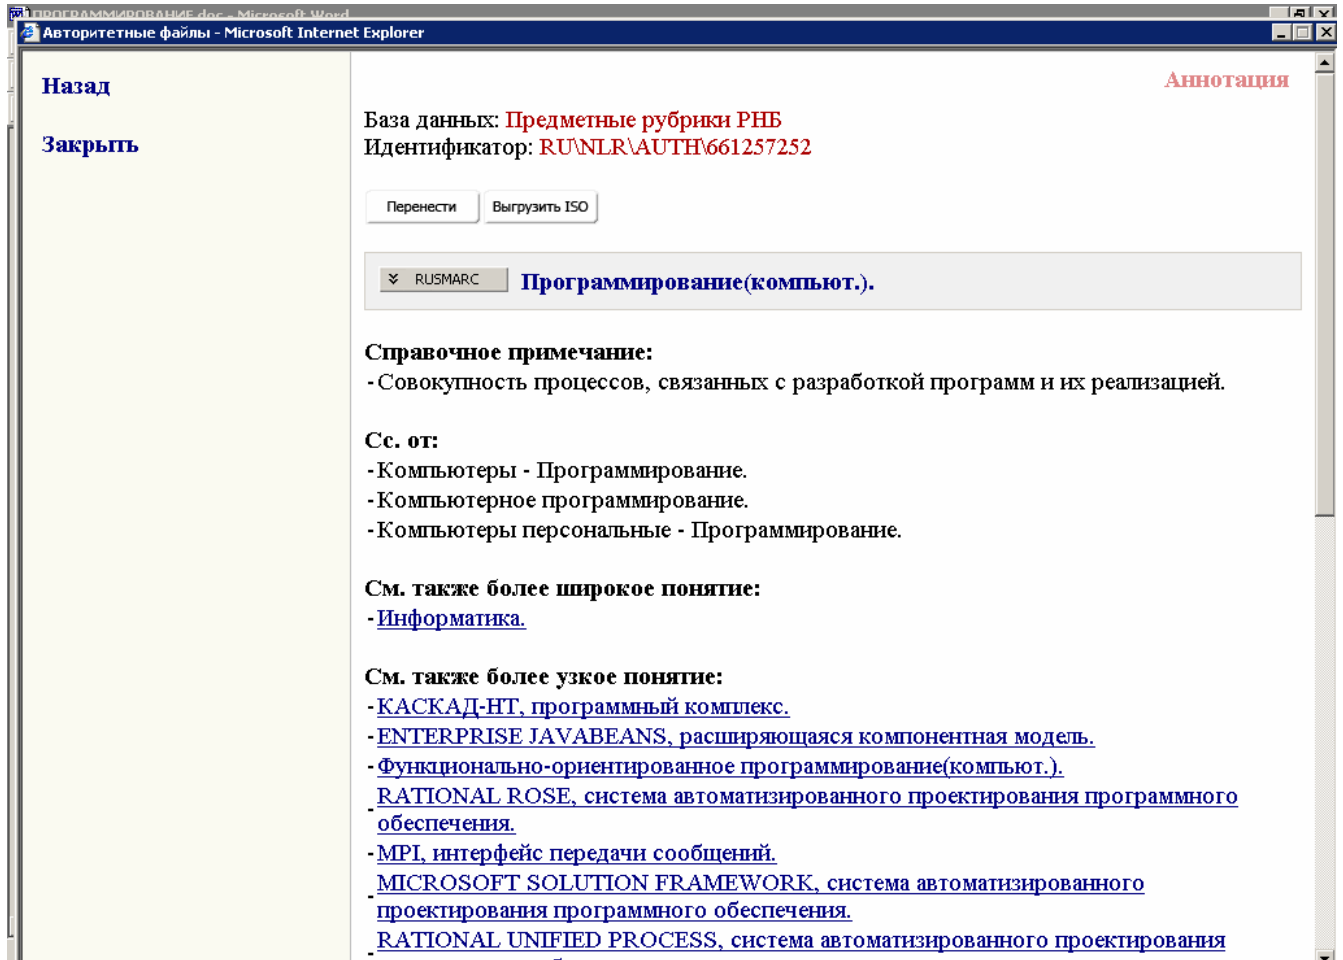 ПРОГРАММИРОВАНИЕ.doc - Microsoft Word
Авторитетные файлы - Microsoft Internet Explorer
Назад
Закрыть
Аннотация
База данных: Предметные рубрики РНБ
Идентификатор: RU\NLR\AUTH\661257252
Перенести
Выгрузить ISO
RUSMARC
Программирование(компьют.).
Справочное примечание:
-Совокупность процессов, связанных с разработкой программ и их реализацией.
Сс. от:
-Компьютеры - Программирование.
-Компьютерное программирование.
-Компьютеры персональные - Программирование.
См. также более широкое понятие:
-Информатика.
См. также более узкое понятие:
-КАСКАД-НТ, программный комплекс.
-ENTERPRISE JAVABEANS, расширяющаяся компонентная модель.
-Функционально-ориентированное программирование(компьют.).
-RATIONAL ROSE, система автоматизированного проектирования программного
обеспечения.
-MPI, интерфейс передачи сообщений.
-MICROSOFT SOLUTION FRAMEWORK, система автоматизированного
проектирования программного обеспечения.
-RATIONAL UNIFIED PROCESS, система автоматизированного проектирования